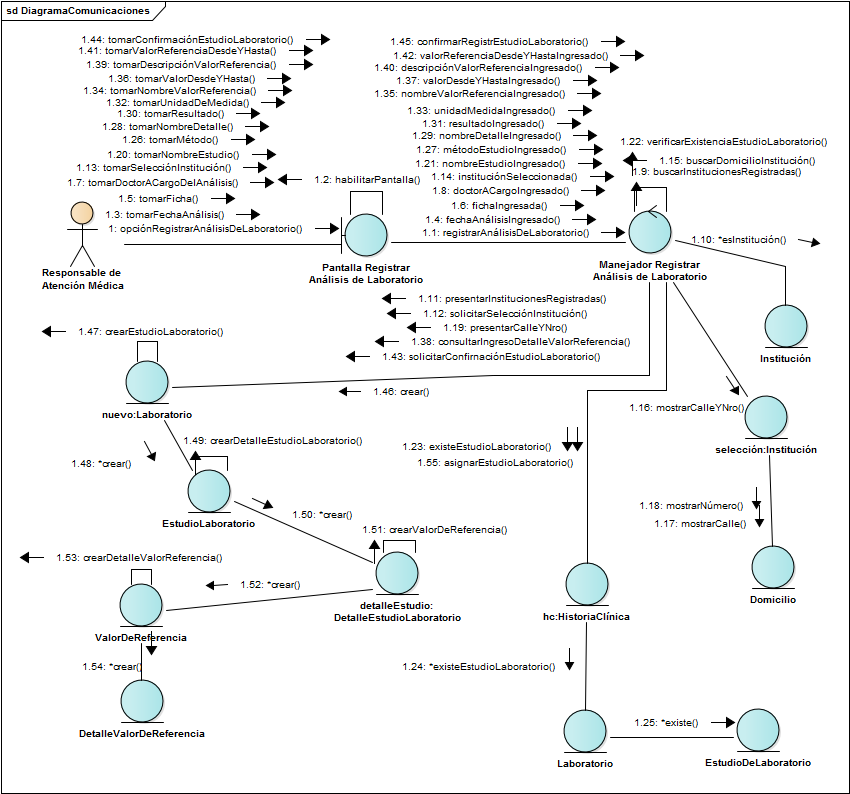 sd DiagramaComunicaciones
1.44: tomarConfirmaciónEstudioLaboratorio()
1.41: tomarValorReferenciaDesdeYHasta()
1.39: tomarDescripciónValorReferencia()
1.36: tomarValorDesdeYHasta()
1.34: tomarNombreValorReferencia()
1.32: tomarUnidadDeMedida()
1.30: tomarResultado()
1.28: tomarNombreDetalle()
1.26: tomarMétodo()
1.20: tomarNombreEstudio()
1.13: tomarSelecciónInstitución()
1.7: tomarDoctorACargoDelAnálisis()
1.5: tomarFicha()
1.3: tomarFechaAnálisis()
1: opciónRegistrarAnálisisDeLaboratorio()
1.2: habilitarPantalla()
1.45: confirmarRegistrEstudioLaboratorio()
1.42: valorReferenciaDesdeYHastaIngresado()
1.40: descripciónValorReferenciaIngresado()
1.37: valorDesdeYHastaIngresado()
1.35: nombreValorReferenciaIngresado()
1.33: unidadMedidaIngresado()
1.31: resultadoIngresado()
1.29: nombreDetalleIngresado()
1.27: métodoEstudioIngresado()
1.21: nombreEstudioIngresado()
1.14: instituciónSeleccionada()
1.8: doctorACargoIngresado()
1.6: fichaIngresada()
1.4: fechaAnálisisIngresado()
1.1: registrarAnálisisDeLaboratorio()
1.22: verificarExistenciaEstudioLaboratorio()
1.15: buscarDomicilioInstitución()
1.9: buscarInstitucionesRegistradas()
1.10: *esInstitución()
Responsable de
Atención Médica
Pantalla Registrar
Análisis de Laboratorio
Manejador Registrar
Análisis de Laboratorio
1.11: presentarInstitucionesRegistradas()
1.12: solicitarSelecciónInstitución()
1.19: presentarCalleYNro()
1.38: consultarIngresoDetalleValorReferencia()
1.43: solicitarConfirnaciónEstudioLaboratorio()
Institución
1.47: crearEstudioLaboratorio()
1.46: crear()
nuevo:Laboratorio
1.16: mostrarCalleYNro()
selección:Institución
1.49: crearDetalleEstudioLaboratorio()
1.48: *crear()
1.23: existeEstudioLaboratorio()
1.55: asignarEstudioLaboratorio()
EstudioLaboratorio
1.50: *crear()
1.51: crearValorDeReferencia()
1.18: mostrarNúmero()
1.17: mostrarCalle()
1.53: crearDetalleValorReferencia()
1.52: *crear()
detalleEstudio:
DetalleEstudioLaboratorio
hc:HistoriaClínica
Domicilio
ValorDeReferencia
1.54: *crear()
1.24: *existeEstudioLaboratorio()
DetalleValorDeReferencia
1.25: *existe()
Laboratorio
EstudioDeLaboratorio